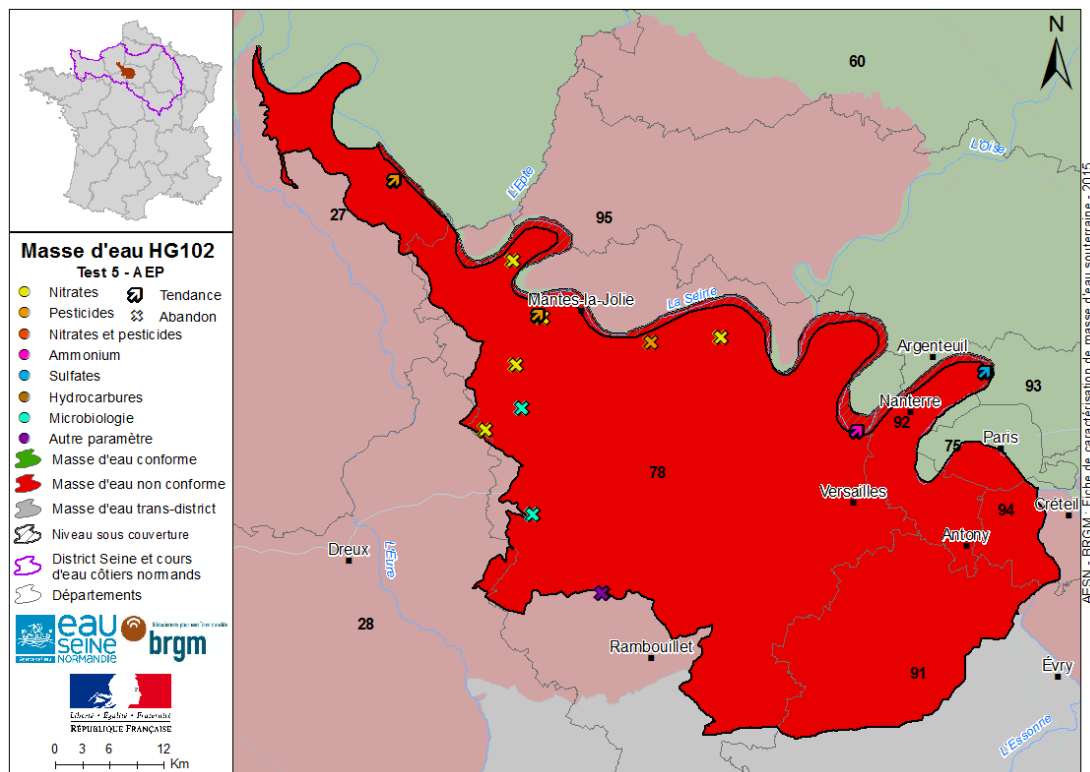 Masse d'eau HG102
Test 5 - AEP
Nitrates
Tendance
Pesticides
Abandon
Nitrates et pesticides
Ammonium
Sulfates
Hydrocarbures
Microbiologie
Autre paramètre
Masse d'eau conforme
Masse d'eau non conforme
Masse d'eau trans-district
Niveau sous couverture
District Seine et cours
d'eau côtiers normands
Départements
eau
SEINE
NORMANDIE
brgm
Liberté • Égalité • Fraternité
RÉPUBLIQUE FRANÇAISE
0 3 6 12
Km
N
60
L'Oise
L'Epte
27
95
Mantes-la-Jolie
La Seine
Argenteuil
93
Nanterre
92
75
Paris
78
Versailles
94
Créteil
Antony
Dreux
L'Eure
28
Rambouillet
91
Évry
L'Essonne
AESN - BRGM : Fiche de caractérisation de masse d'eau souterraine - 2015